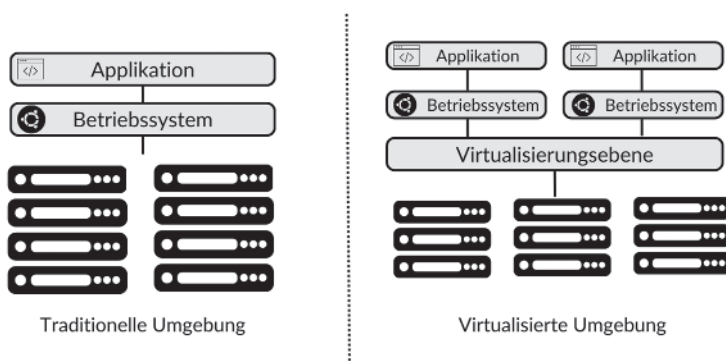 </> Applikation
Betriebssystem
Traditionelle Umgebung
</> Applikation
</> Applikation
Betriebssystem
Betriebssystem
Virtualisierungsebene
Virtualisierte Umgebung